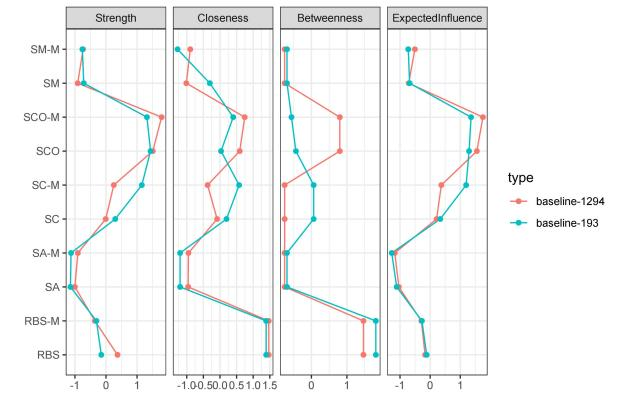 Strength Closeness Betweenness ExpectedInfluence
SM-M
SM
SCO-M
SCO
SC-M
SC
SA-M
SA
RBS-M
RBS
type
baseline-1294
baseline-193
-1 0 1 -1.0-0.50.0 0.5 1.0 1.5 0 1 -1 0 1